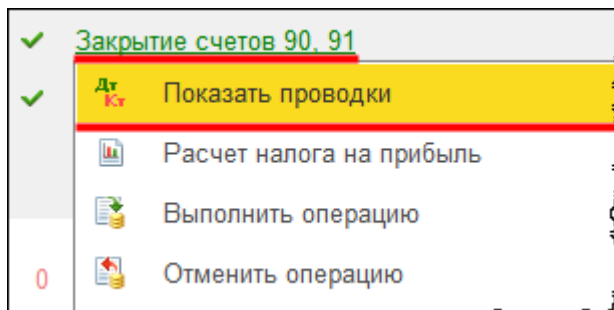 Закрытие счетов 90, 91
Дт Кт Показать проводки
Расчет налога на прибыль
Выполнить операцию
0 Отменить операцию